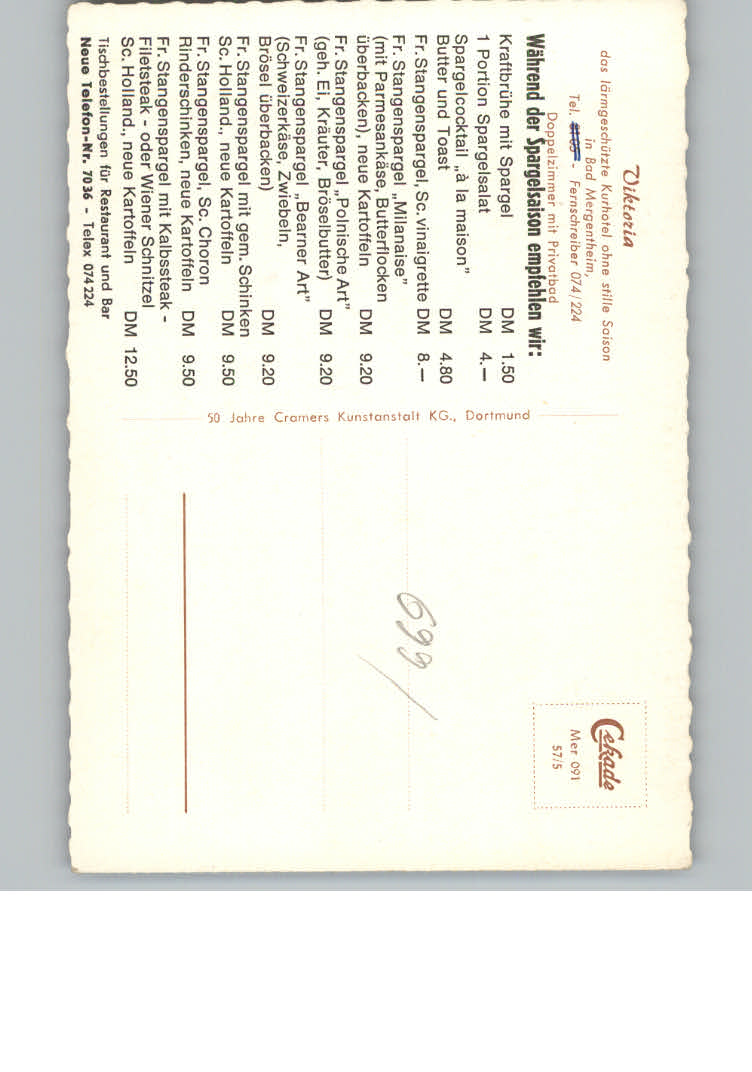 Viktoria
das lärmgeschützte Kurhotel ohne stille Saison
in Bad Mergentheim,
Tel. - Fernschreiber 074/224
Doppelzimmer mit Privatbad
Während der Spargelsaison empfehlen wir:
Kraftbrühe mit Spargel DM 1.50
1 Portion Spargelsalat DM 4.—
Spargelcocktail „à la maison"
Butter und Toast DM 4.80
Fr. Stangenspargel, Sc. vinaigrette DM 8.—
Fr. Stangenspargel „Milanaise"
(mit Parmesankäse, Butterflocken
überbacken), neue Kartoffeln DM 9.20
Fr. Stangenspargel „Polnische Art"
(geh. Ei, Kräuter, Bröselbutter) DM 9.20
Fr. Stangenspargel „Bearner Art"
(Schweizerkäse, Zwiebeln,
Brösel überbacken) DM 9.20
Fr. Stangenspargel mit gem. Schinken
Sc. Holland., neue Kartoffeln DM 9.50
Fr. Stangenspargel, Sc. Choron
Rinderschinken, neue Kartoffeln DM 9.50
Fr. Stangenspargel mit Kalbssteak -
Filetsteak - oder Wiener Schnitzel
Sc. Holland., neue Kartoffeln DM 12.50
Tischbestellungen für Restaurant und Bar
Neue Telefon-Nr. 7036 - Telex 074224
50 Jahre Cramers Kunstanstalt KG., Dortmund
Cekade
Mer 091
57/5
699